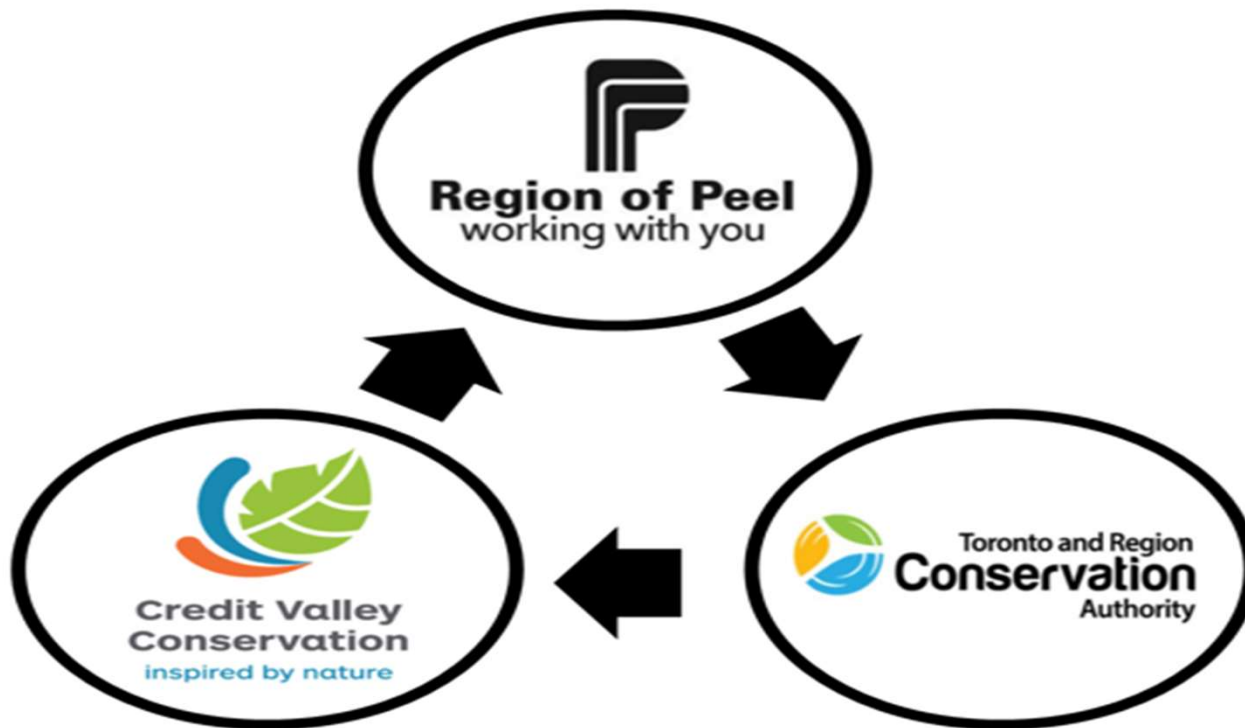 Region of Peel
working with you
Credit Valley
Conservation
inspired by nature
Toronto and Region
Conservation
Authority